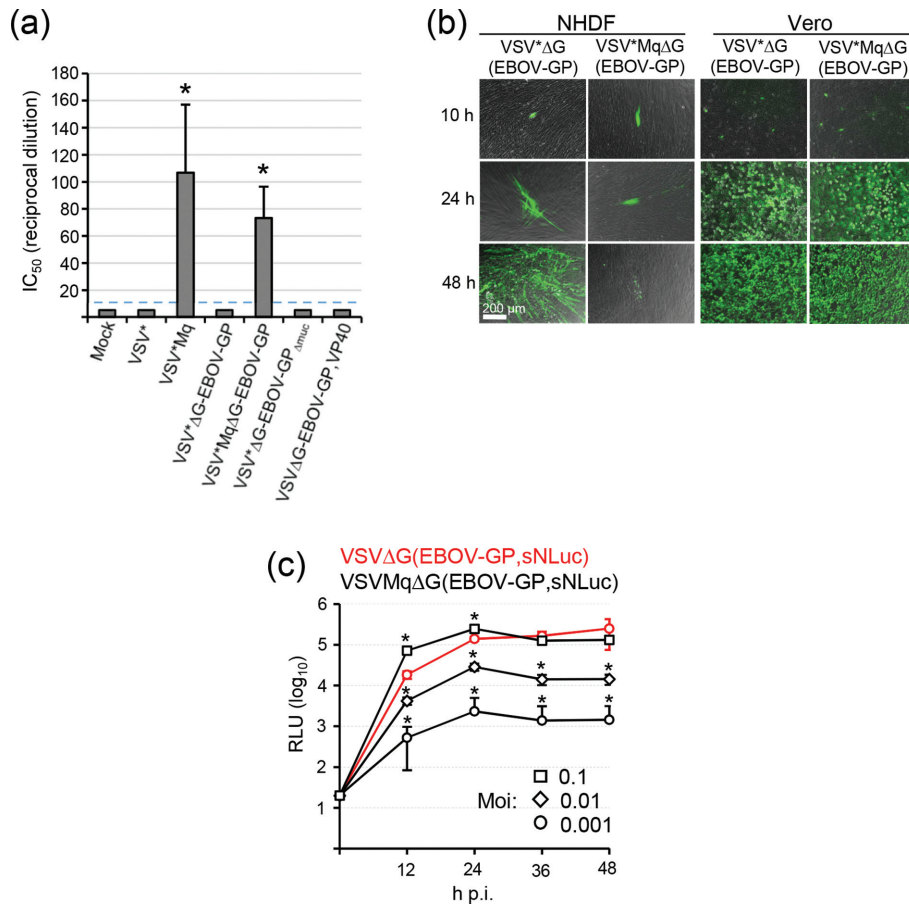 (a)
180
160
140
120
100
80
60
40
20
IC50 (reciprocal dilution)
*
*
Mock
VSV*
VSV*Mq
VSV*ΔG-EBOV-GP
VSV*MqΔG-EBOV-GP
VSV*ΔG-EBOV-GPΔmuc
VSVΔG-EBOV-GP,VP40
(b)
NHDF
Vero
VSV*ΔG
(EBOV-GP)
VSV*MqΔG
(EBOV-GP)
VSV*ΔG
(EBOV-GP)
VSV*MqΔG
(EBOV-GP)
10 h
24 h
48 h
200 µm
(c)
VSVΔG(EBOV-GP,sNLuc)
VSVMqΔG(EBOV-GP,sNLuc)
6
5
4
3
2
1
RLU (log10)
* *
* * * *
* * * *
Moi:
0.1
0.01
0.001
12 24 36 48
h p.i.